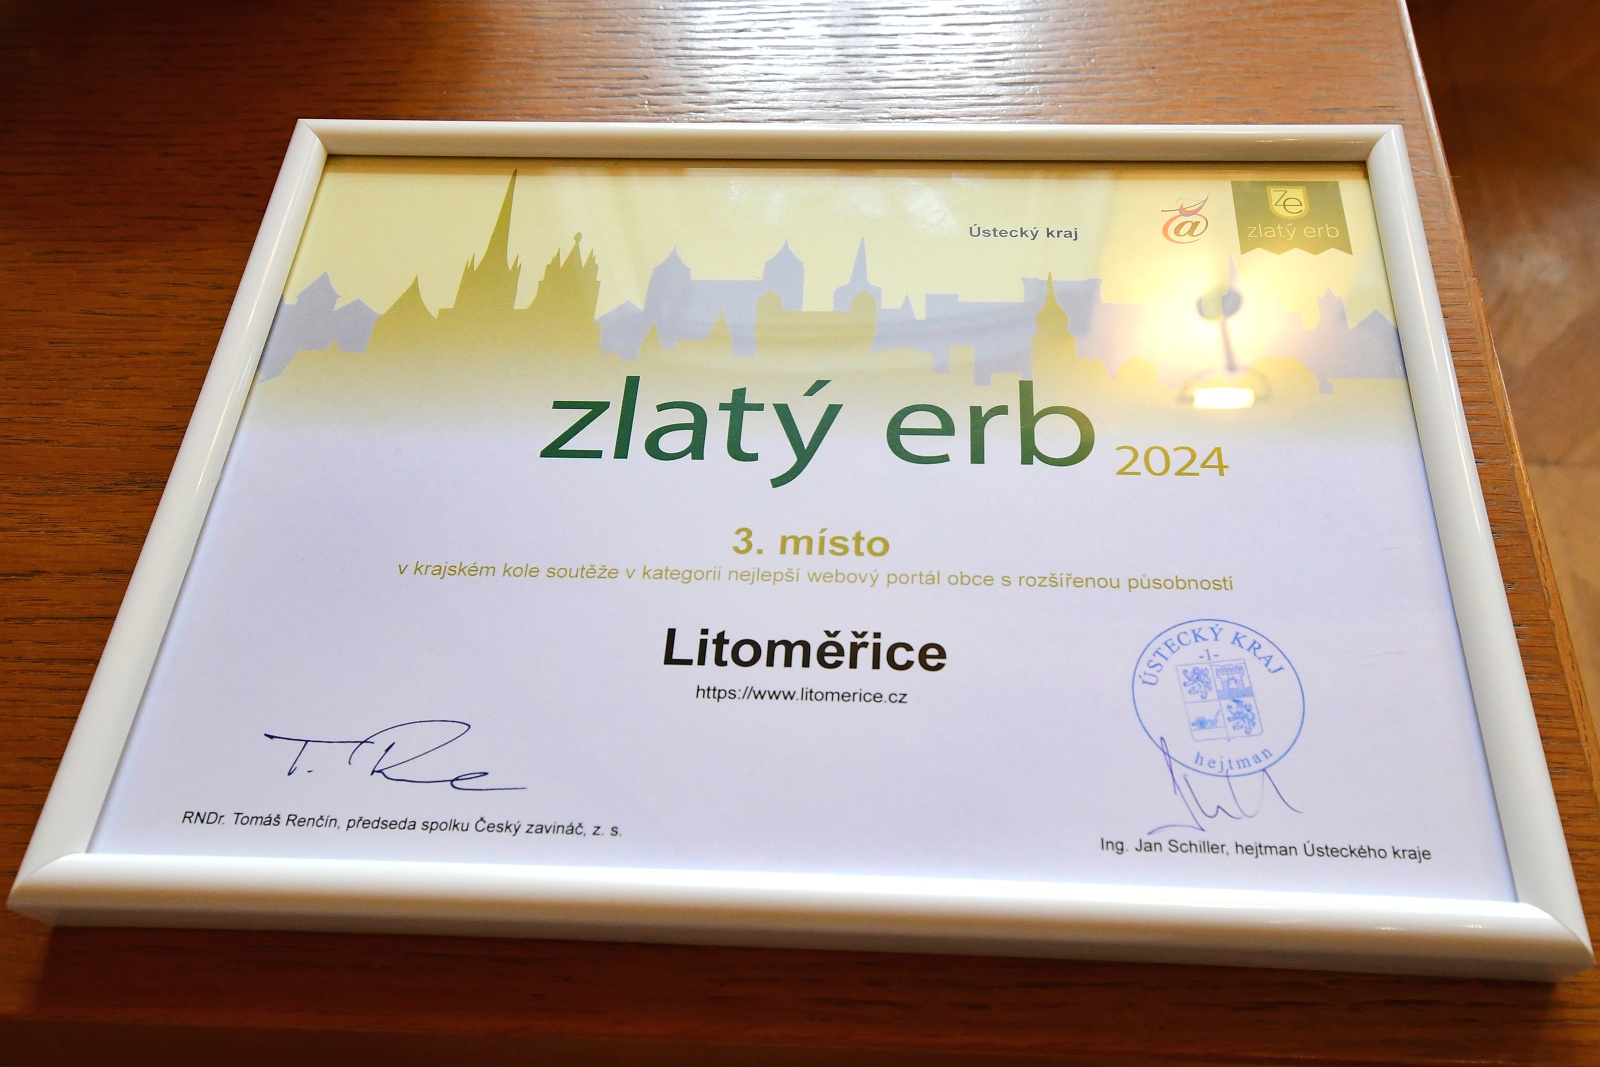 Ústecký kraj
@
ze
zlatý erb
zlatý erb 2024
3. místo
v krajském kole soutěže v kategorii nejlepší webový portál obce s rozšířenou působností
Litoměřice
https://www.litomerice.cz
ÚSTECKÝ KRAJ
-1-
hejtman
T. Re
RNDr. Tomáš Renčín, předseda spolku Český zavináč, z. s.
Ing. Jan Schiller, hejtman Ústeckého kraje